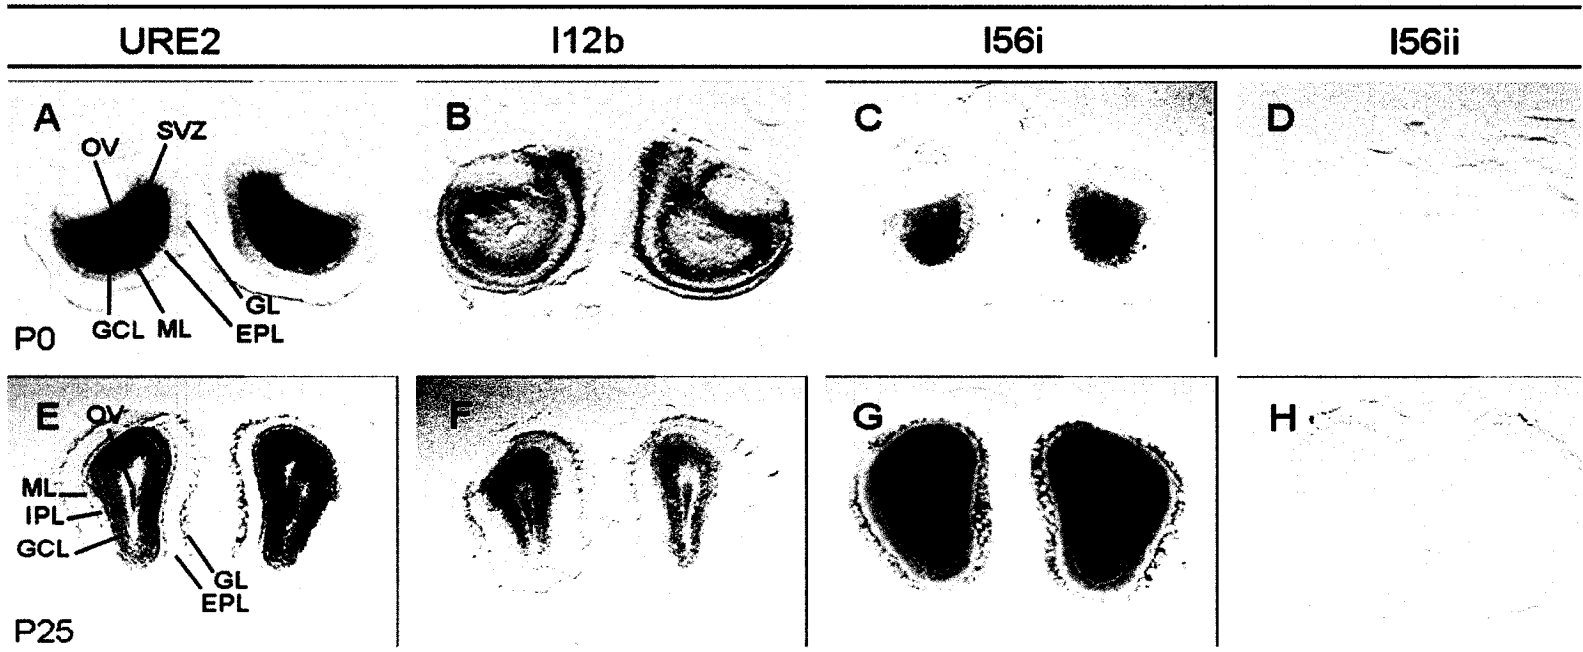 URE2 I12b I56i I56ii
A B C D
OV SVZ
GL
GCL ML EPL
P0
E F G H
OV
ML
IPL
GCL
GL
EPL
P25